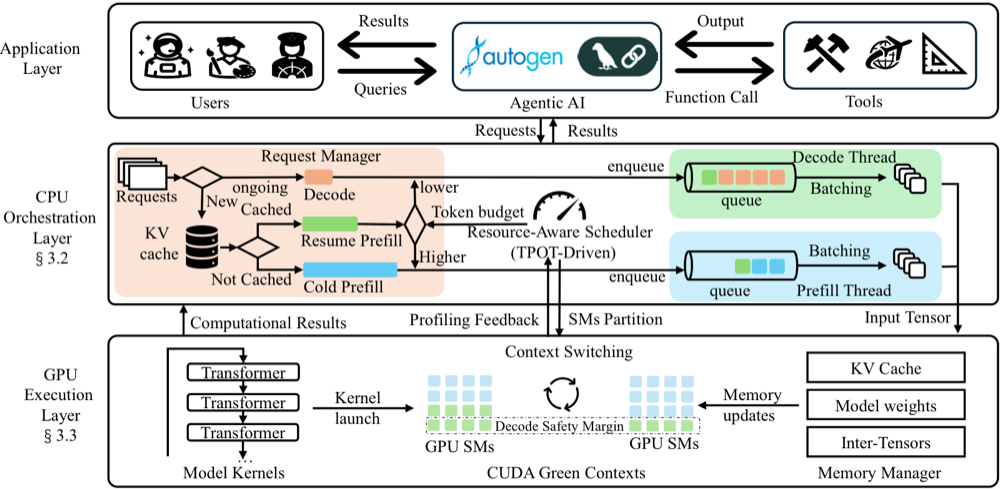 Application
Layer
Results
Queries
Users
autogen
Agentic AI
Output
Function Call
Tools
Requests
Results
CPU
Orchestration
Layer
§ 3.2
Request Manager
Requests
ongoing
Decode
New
Cached
KV
cache
Resume Prefill
Not Cached
Cold Prefill
lower
Higher
Token budget
Resource-Aware Scheduler
(TPOT-Driven)
enqueue
enqueue
queue
Decode Thread
Batching
queue
Batching
Prefill Thread
Computational Results
Profiling Feedback
SMs Partition
Input Tensor
GPU
Execution
Layer
§ 3.3
Transformer
Transformer
Transformer
...
Model Kernels
Kernel
launch
Context Switching
Decode Safety Margin
GPU SMs
GPU SMs
CUDA Green Contexts
Memory
updates
KV Cache
Model weights
Inter-Tensors
Memory Manager